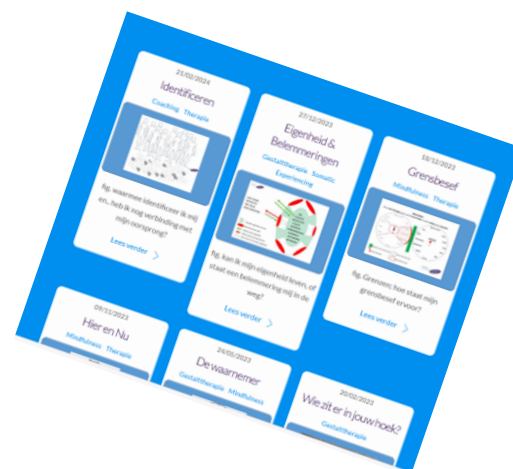 21/02/2024
Identificeren
Coaching Therapie
fig. waarmee identificeer ik mij
en.. heb ik nog verbinding met
mijn oorsprong?
Lees verder
27/12/2023
Eigenheid &
Belemmeringen
Gestalttherapie Somatic
Experiencing
fig. kan ik mijn eigenheid leven, of
staat een belemmering mij in de
weg?
Lees verder
18/12/2023
Grensbesef
Mindfulness Therapie
fig. Grenzen; hoe staat mijn
grensbesef ervoor?
Lees verder
09/11/2023
Hier en Nu
Mindfulness Therapie
24/05/2023
De waarnemer
Gestalttherapie Mindfulness
20/02/2023
Wie zit er in jouw hoek?
Gestalttherapie